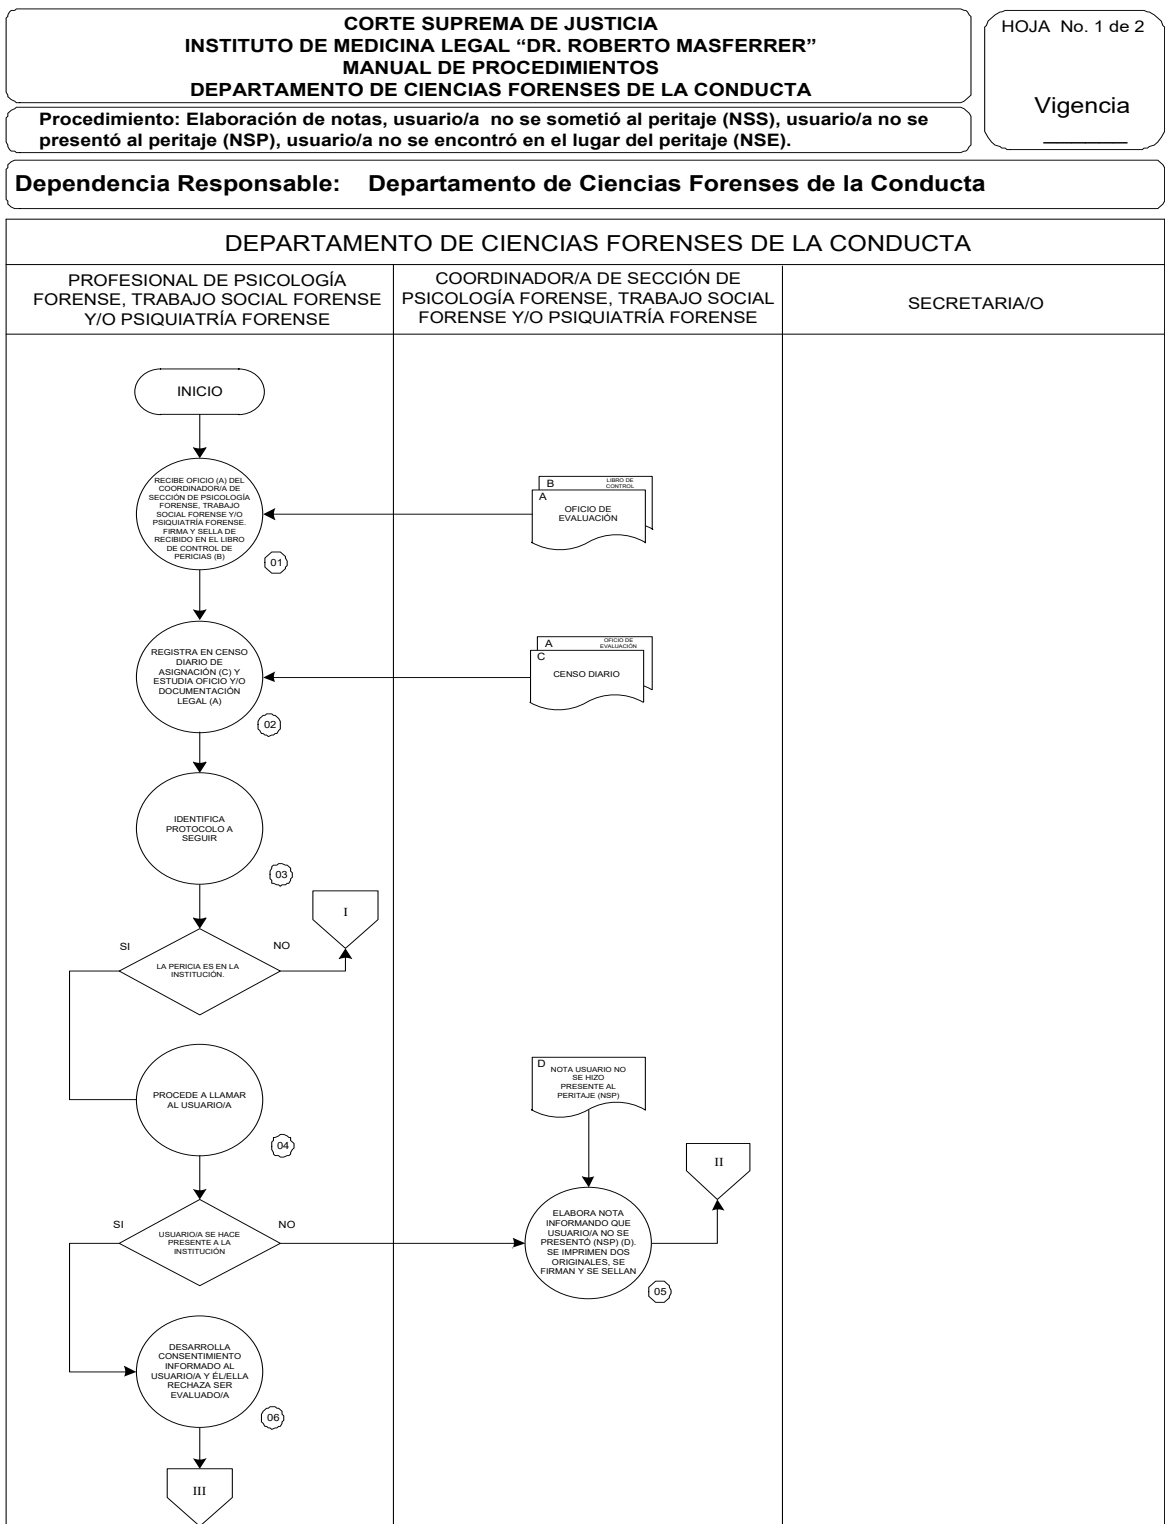 CORTE SUPREMA DE JUSTICIA
INSTITUTO DE MEDICINA LEGAL “DR. ROBERTO MASFERRER”
MANUAL DE PROCEDIMIENTOS
DEPARTAMENTO DE CIENCIAS FORENSES DE LA CONDUCTA
HOJA No. 1 de 2
Vigencia
Procedimiento: Elaboración de notas, usuario/a no se sometió al peritaje (NSS), usuario/a no se
presentó al peritaje (NSP), usuario/a no se encontró en el lugar del peritaje (NSE).
Dependencia Responsable: Departamento de Ciencias Forenses de la Conducta
DEPARTAMENTO DE CIENCIAS FORENSES DE LA CONDUCTA
PROFESIONAL DE PSICOLOGÍA
FORENSE, TRABAJO SOCIAL FORENSE
Y/O PSIQUIATRÍA FORENSE
COORDINADOR/A DE SECCIÓN DE
PSICOLOGÍA FORENSE, TRABAJO SOCIAL
FORENSE Y/O PSIQUIATRÍA FORENSE
SECRETARIA/O
INICIO
RECIBE OFICIO (A) DEL
COORDINADOR/A DE
SECCIÓN DE PSICOLOGÍA
FORENSE, TRABAJO
SOCIAL FORENSE Y/O
PSIQUIATRÍA FORENSE.
FIRMA Y SELLA DE
RECIBIDO EN EL LIBRO
DE CONTROL DE
PERICIAS (B)
01
B
LIBRO DE
CONTROL
A
OFICIO DE
EVALUACIÓN
REGISTRA EN CENSO
DIARIO DE
ASIGNACIÓN (C) Y
ESTUDIA OFICIO Y/O
DOCUMENTACIÓN
LEGAL (A)
02
A
OFICIO DE
EVALUACIÓN
C
CENSO DIARIO
IDENTIFICA
PROTOCOLO A
SEGUIR
03
I
SI
NO
LA PERICIA ES EN LA
INSTITUCIÓN.
PROCEDE A LLAMAR
AL USUARIO/A
04
D
NOTA USUARIO NO
SE HIZO
PRESENTE AL
PERITAJE (NSP)
II
SI
NO
USUARIO/A SE HACE
PRESENTE A LA
INSTITUCIÓN
ELABORA NOTA
INFORMANDO QUE
USUARIO/A NO SE
PRESENTÓ (NSP) (D).
SE IMPRIMEN DOS
ORIGINALES, SE
FIRMAN Y SE SELLAN
05
DESARROLLA
CONSENTIMIENTO
INFORMADO AL
USUARIO/A Y ÉL/ELLA
RECHAZA SER
EVALUADO/A
06
III